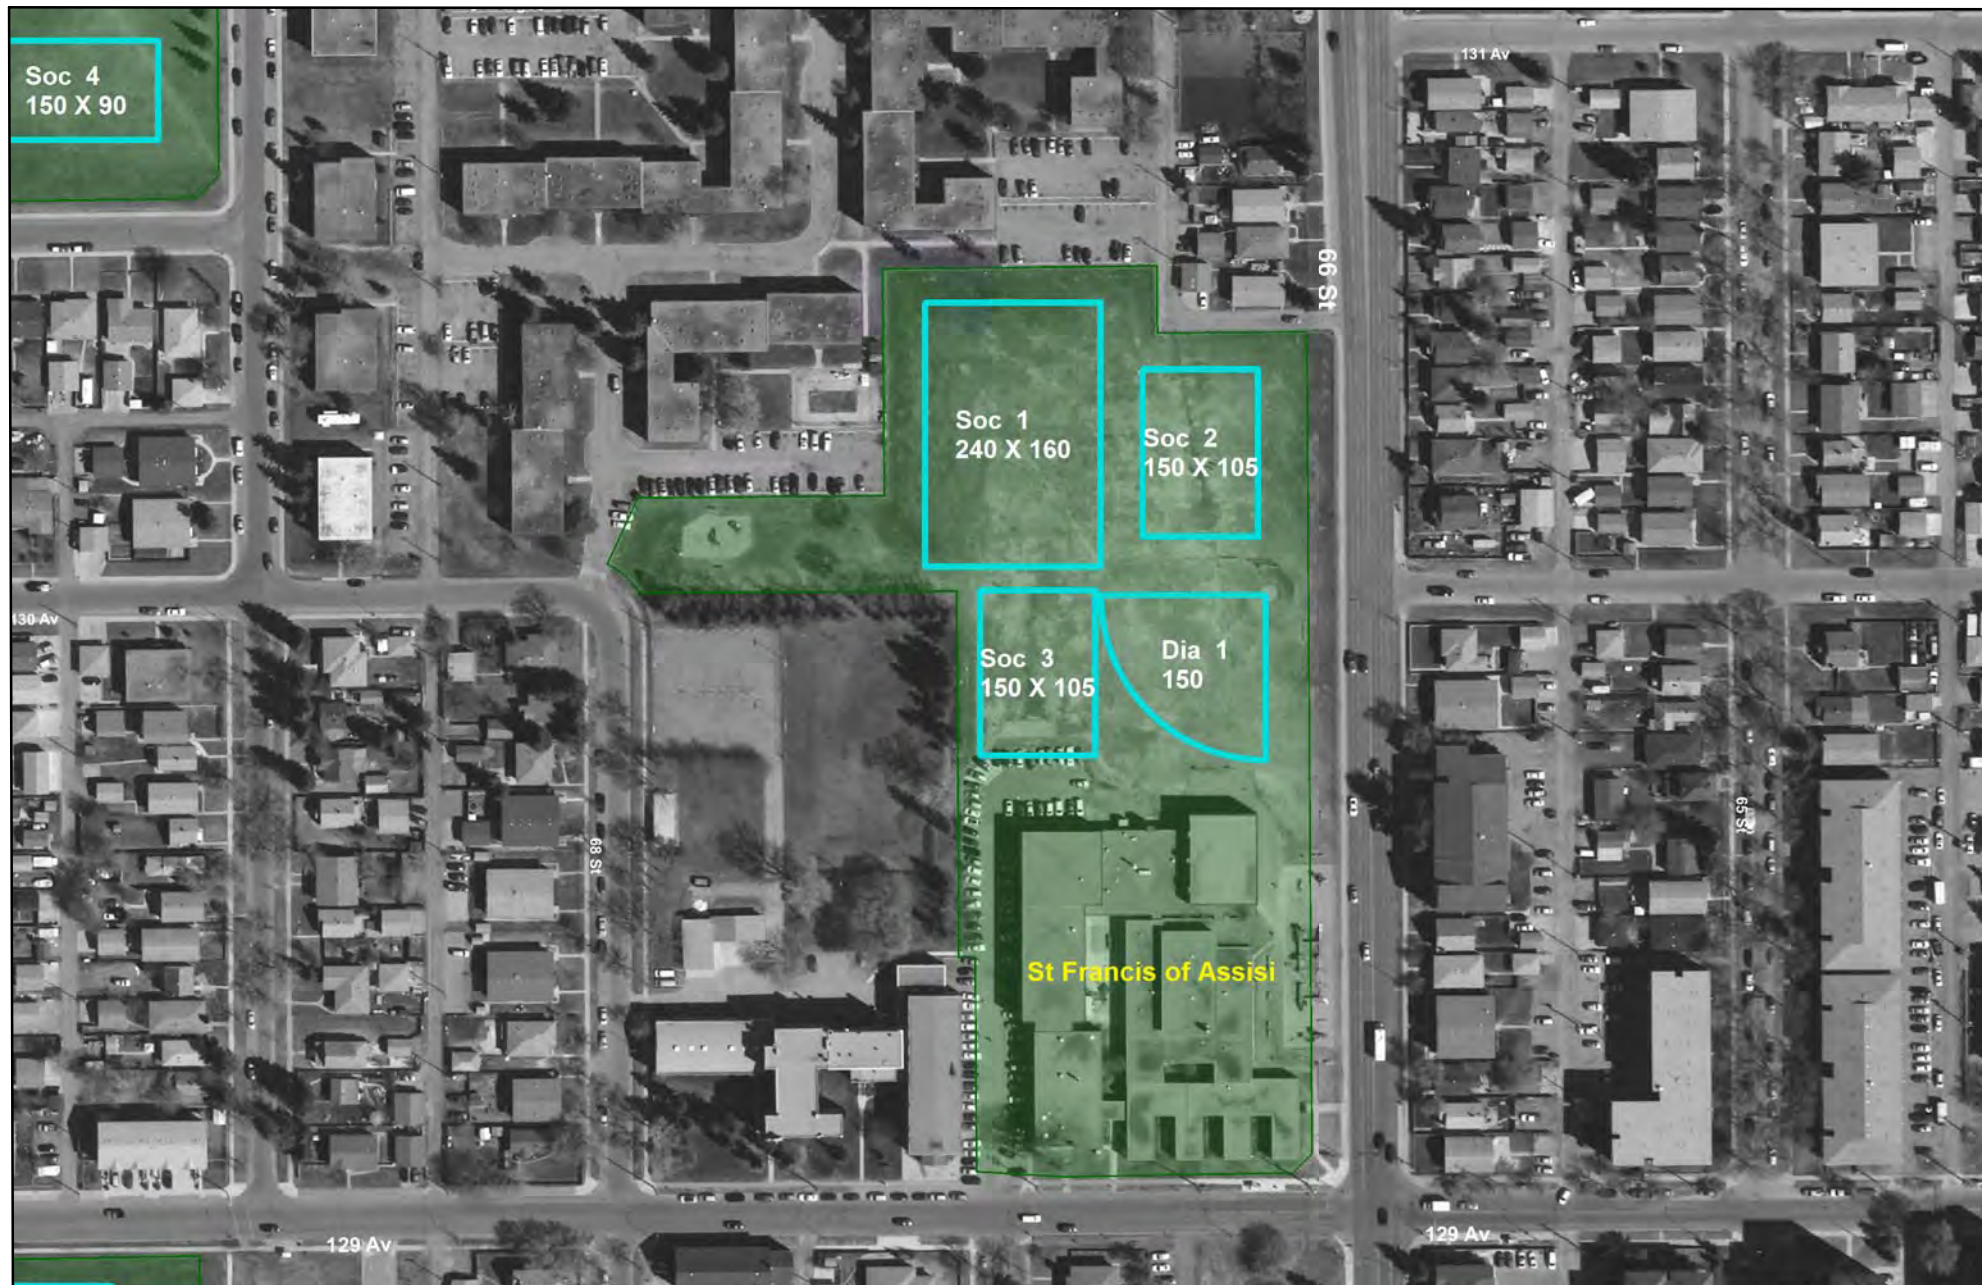 Soc 4
150 X 90
131 Av
66 St
Soc 1
240 X 160
Soc 2
150 X 105
130 Av
Soc 3
150 X 105
Dia 1
150
68 St
65 St
St Francis of Assisi
129 Av
129 Av